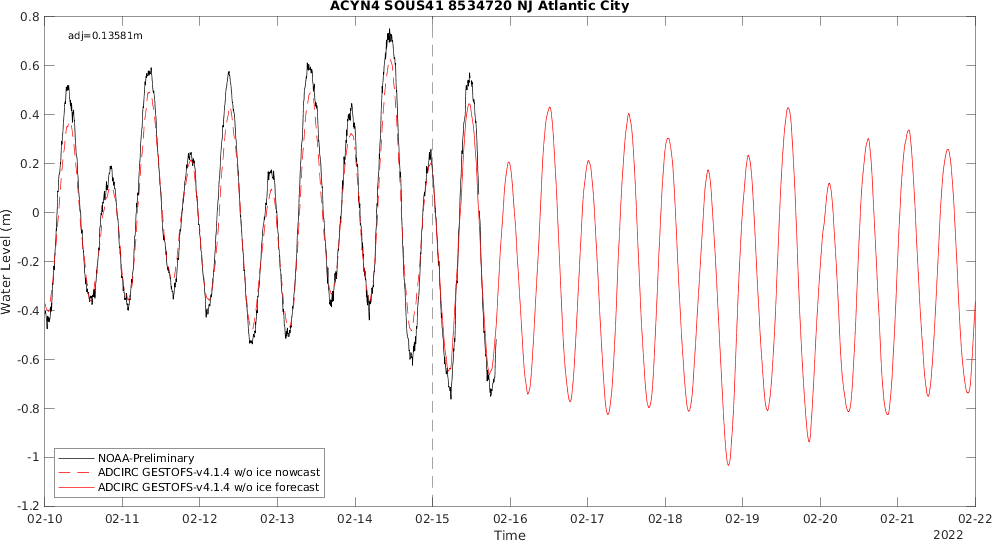 ACYN4 SOUS41 8534720 NJ Atlantic City
adj=0.13581m
0.8
0.6
0.4
0.2
0
-0.2
-0.4
-0.6
-0.8
-1
-1.2
Water Level (m)
NOAA-Preliminary
ADCIRC GESTOFS-v4.1.4 w/o ice nowcast
ADCIRC GESTOFS-v4.1.4 w/o ice forecast
02-10 02-11 02-12 02-13 02-14 02-15 02-16 02-17 02-18 02-19 02-20 02-21 02-22
Time
2022